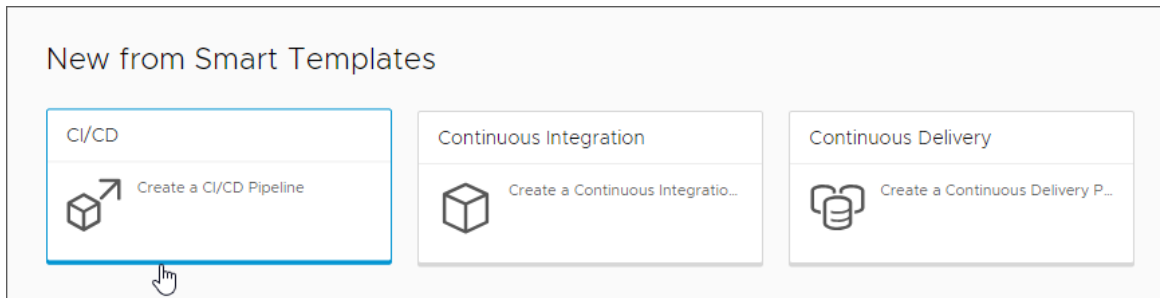 New from Smart Templates
CI/CD
Create a CI/CD Pipeline
Continuous Integration
Create a Continuous Integratio...
Continuous Delivery
Create a Continuous Delivery P...